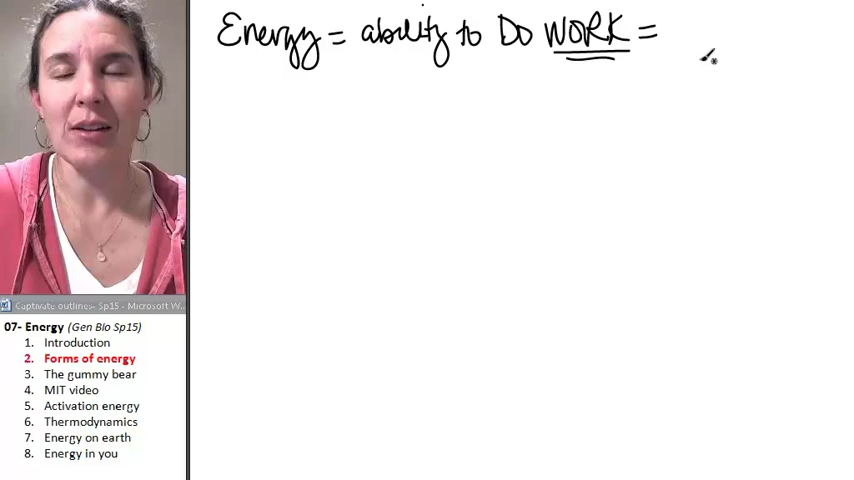 Energy = ability to Do WORK =
Captivate outlines- Sp15 - Microsoft W.
07- Energy (Gen Bio Sp15)
1. Introduction
2. Forms of energy
3. The gummy bear
4. MIT video
5. Activation energy
6. Thermodynamics
7. Energy on earth
8. Energy in you